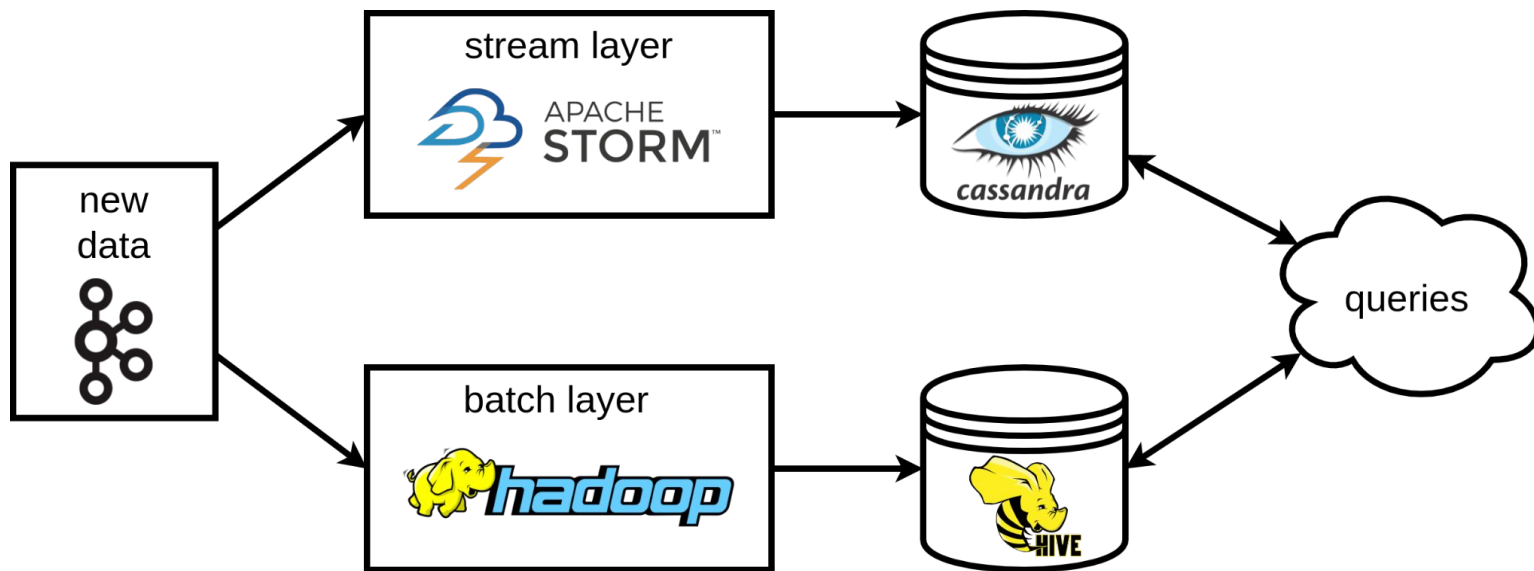 stream layer
APACHE
STORM™
cassandra
new
data
queries
batch layer
hadoop
HIVE